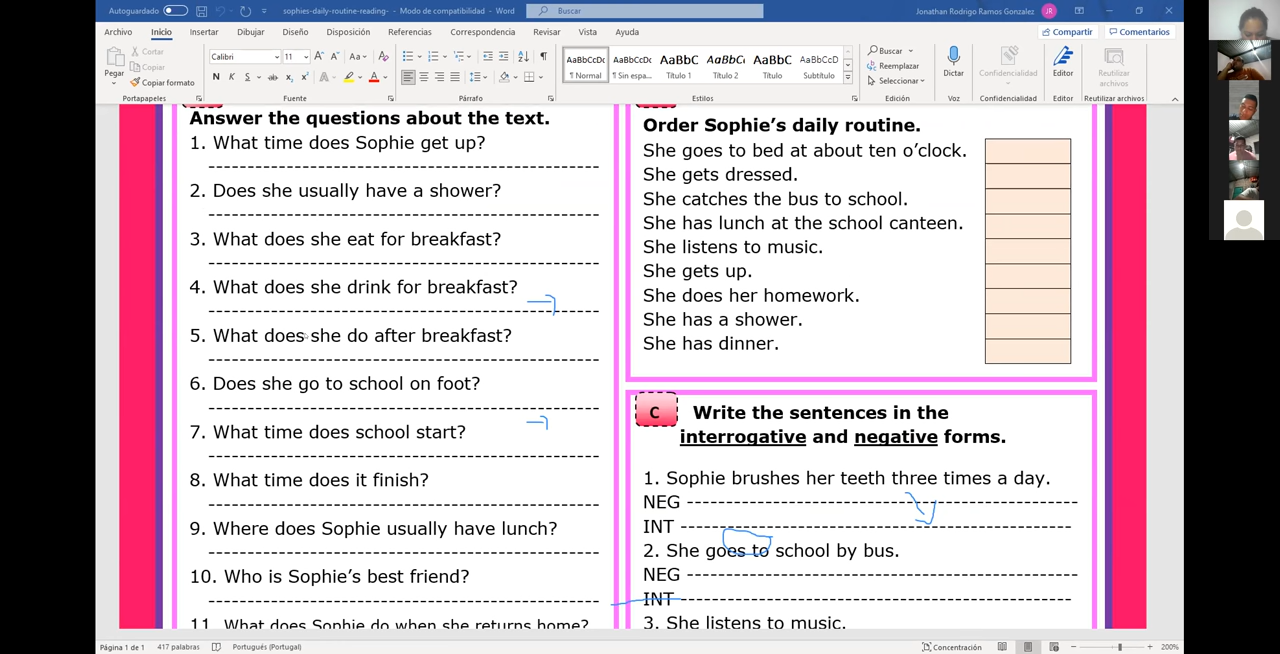 Autoguardado
sophies-daily-routine-reading- - Modo de compatibilidad - Word
Buscar
Jonathan Rodrigo Ramos Gonzalez
JR
Archivo Inicio Insertar Dibujar Diseño Disposición Referencias Correspondencia Revisar Vista Ayuda
Compartir Comentarios
Pegar
Cortar
Copiar
Copiar formato
Portapapeles
Calibri 11
N K S ab x₂ x²
Fuente
Párrafo
AaBbCcDc AaBbCcDc AaBbC AaBbC AaBbC AaBbCcD
¶ Normal ¶ Sin espa... Título 1 Título 2 Título Subtítulo
Estilos
Buscar
Reemplazar
Seleccionar
Edición
Dictar
Voz
Confidencialidad
Confidencialidad
Editor
Editor
Reutilizar archivos
Reutilizar archivos
Answer the questions about the text.
1. What time does Sophie get up?
2. Does she usually have a shower?
3. What does she eat for breakfast?
4. What does she drink for breakfast?
5. What does she do after breakfast?
6. Does she go to school on foot?
7. What time does school start?
8. What time does it finish?
9. Where does Sophie usually have lunch?
10. Who is Sophie's best friend?
11. What does Sophie do when she returns home?
Order Sophie's daily routine.
She goes to bed at about ten o'clock.
She gets dressed.
She catches the bus to school.
She has lunch at the school canteen.
She listens to music.
She gets up.
She does her homework.
She has a shower.
She has dinner.
C Write the sentences in the
interrogative and negative forms.
1. Sophie brushes her teeth three times a day.
NEG
INT
2. She goes to school by bus.
NEG
INT
3. She listens to music.
Página 1 de 1 417 palabras Portugués (Portugal)
Concentración
200%